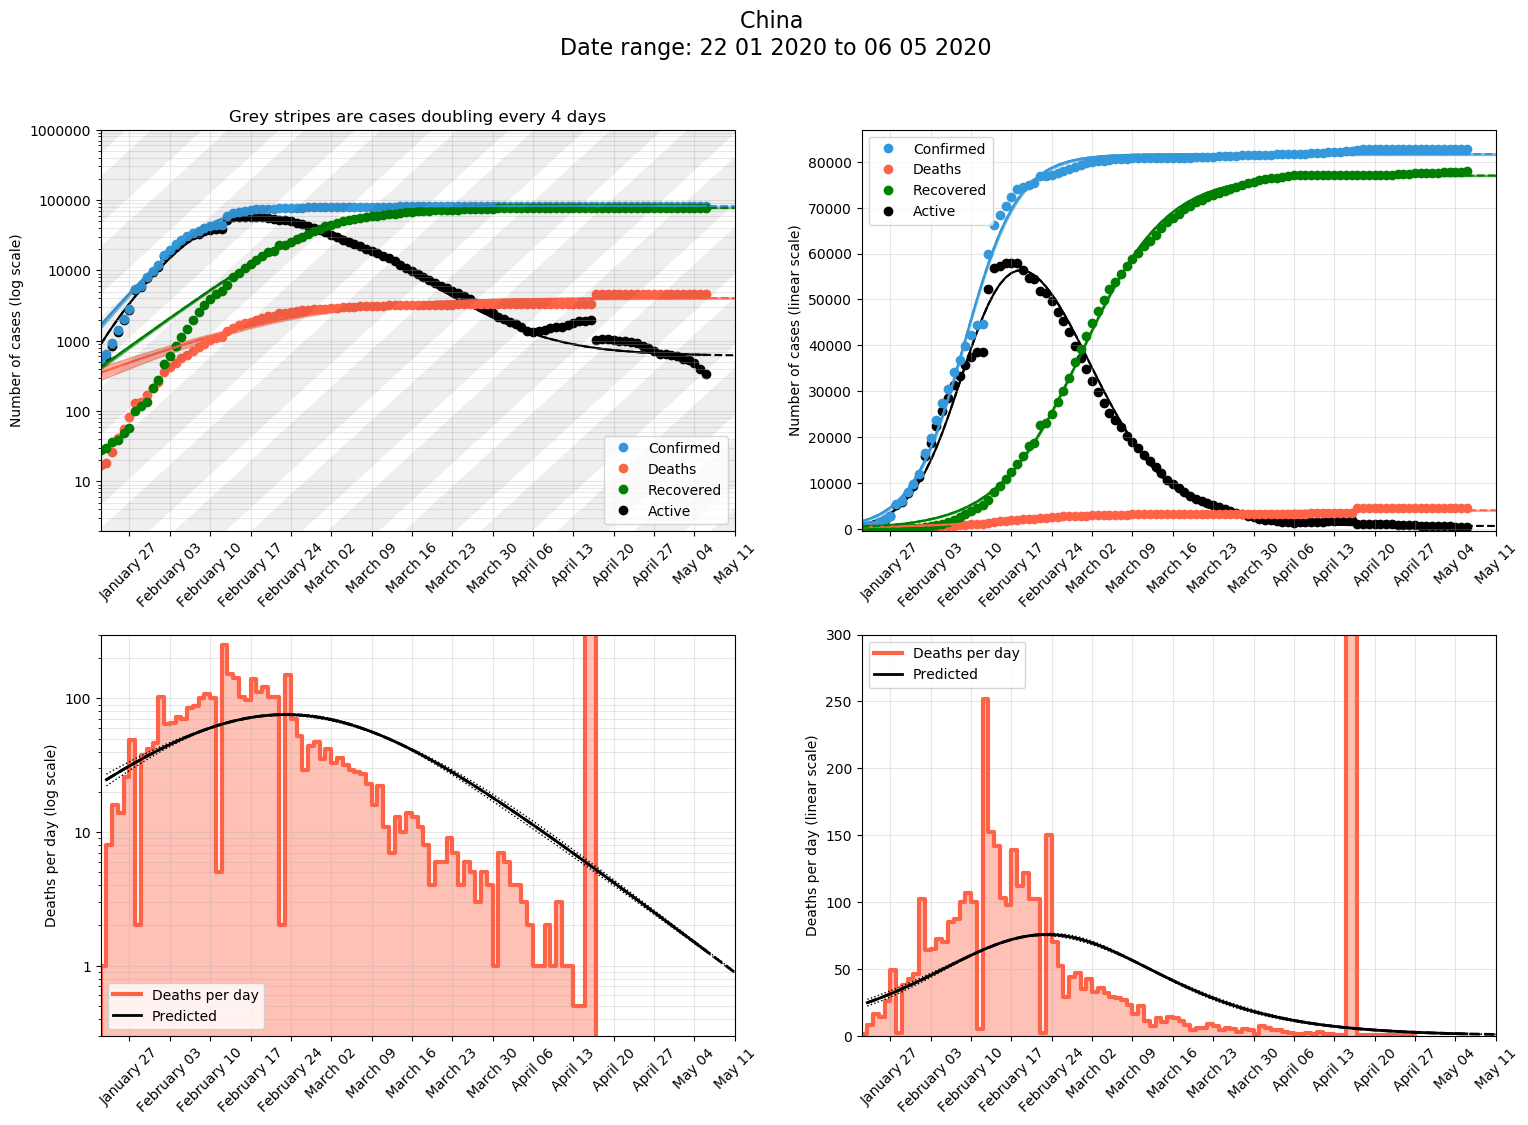 China
Date range: 22 01 2020 to 06 05 2020
Grey stripes are cases doubling every 4 days
Number of cases (log scale)
1000000
100000
10000
1000
100
10
Confirmed
Deaths
Recovered
Active
January 27
February 03
February 10
February 17
February 24
March 02
March 09
March 16
March 23
March 30
April 06
April 13
April 20
April 27
May 04
May 11
Number of cases (linear scale)
80000
70000
60000
50000
40000
30000
20000
10000
0
Confirmed
Deaths
Recovered
Active
January 27
February 03
February 10
February 17
February 24
March 02
March 09
March 16
March 23
March 30
April 06
April 13
April 20
April 27
May 04
May 11
Deaths per day (log scale)
100
10
1
Deaths per day
Predicted
January 27
February 03
February 10
February 17
February 24
March 02
March 09
March 16
March 23
March 30
April 06
April 13
April 20
April 27
May 04
May 11
Deaths per day (linear scale)
300
250
200
150
100
50
0
Deaths per day
Predicted
January 27
February 03
February 10
February 17
February 24
March 02
March 09
March 16
March 23
March 30
April 06
April 13
April 20
April 27
May 04
May 11